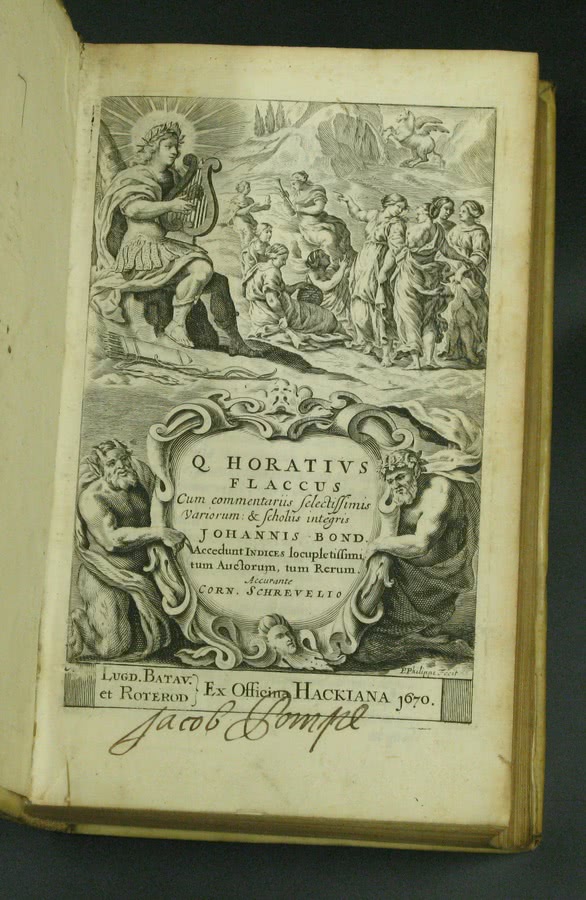 Q HORATIVS
FLACCUS
Cum commentariis selectissimis
Variorum: & scholiis integris
JOHANNIS BOND.
Accedunt INDICES locupletissimi,
tum Auctorum, tum Rerum.
Accurante
CORN. SCHREVELIO
P. Philippe Fecit
LUGD. BATAV.
et ROTEROD } Ex Officina HACKIANA 1670.
Jacob Pompe